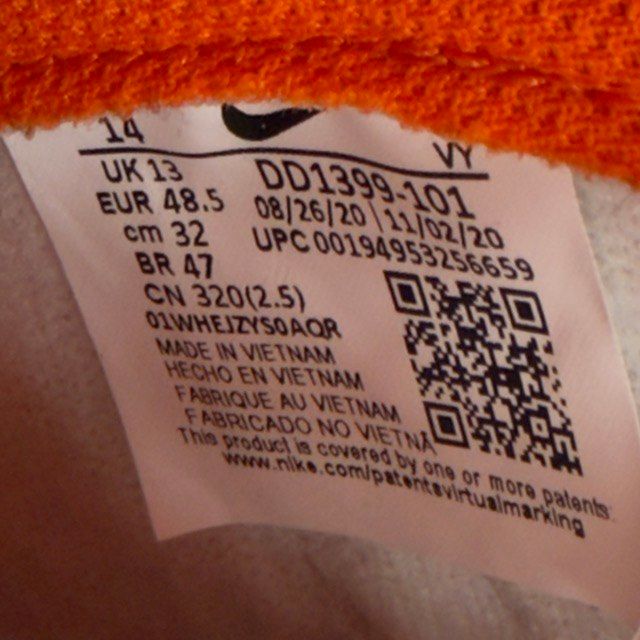 14
VY
UK 13
DD1399-101
EUR 48.5
08/26/20 | 11/02/20
cm 32
UPC 00194953256659
BR 47
CN 320(2.5)
01WHEJZYS0AQR
MADE IN VIETNAM
HECHO EN VIETNAM
FABRIQUE AU VIETNAM
FABRICADO NO VIETNA
This product is covered by one or more patents
www.nike.com/patentsvirtualmarking